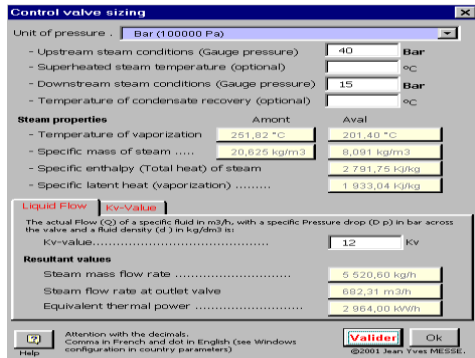 Control valve sizing
Unit of pressure . Bar (100000 Pa)
- Upstream steam conditions (Gauge pressure) 40 Bar
- Superheated steam temperature (optional) °C
- Downstream steam conditions (Gauge pressure) 15 Bar
- Temperature of condensate recovery (optional) °C
Steam properties Amont Aval
- Temperature of vaporization 251,82 °C 201,40 °C
- Specific mass of steam ..... 20,625 kg/m3 8,091 kg/m3
- Specific enthalpy (Total heat) of steam 2 791,75 Kj/kg
- Specific latent heat (vaporization) ......... 1 933,04 Kj/kg
Liquid Flow Kv-Value
The actual Flow (Q) of a specific fluid in m3/h, with a specific Pressure drop (D p) in bar across
the valve and a fluid density (d ) in kg/dm3 is:
Kv-value............................................ 12 Kv
Resultant values
Steam mass flow rate .......................... 5 520,60 kg/h
Steam flow rate at outlet valve 682,31 m3/h
Equivalent thermal power .................... 2 964,00 kW/h
Help
Attention with the decimals.
Comma in French and dot in English (see Windows
configuration in country parameters)
Valider Ok
©2001 Jean Yves MESSE.